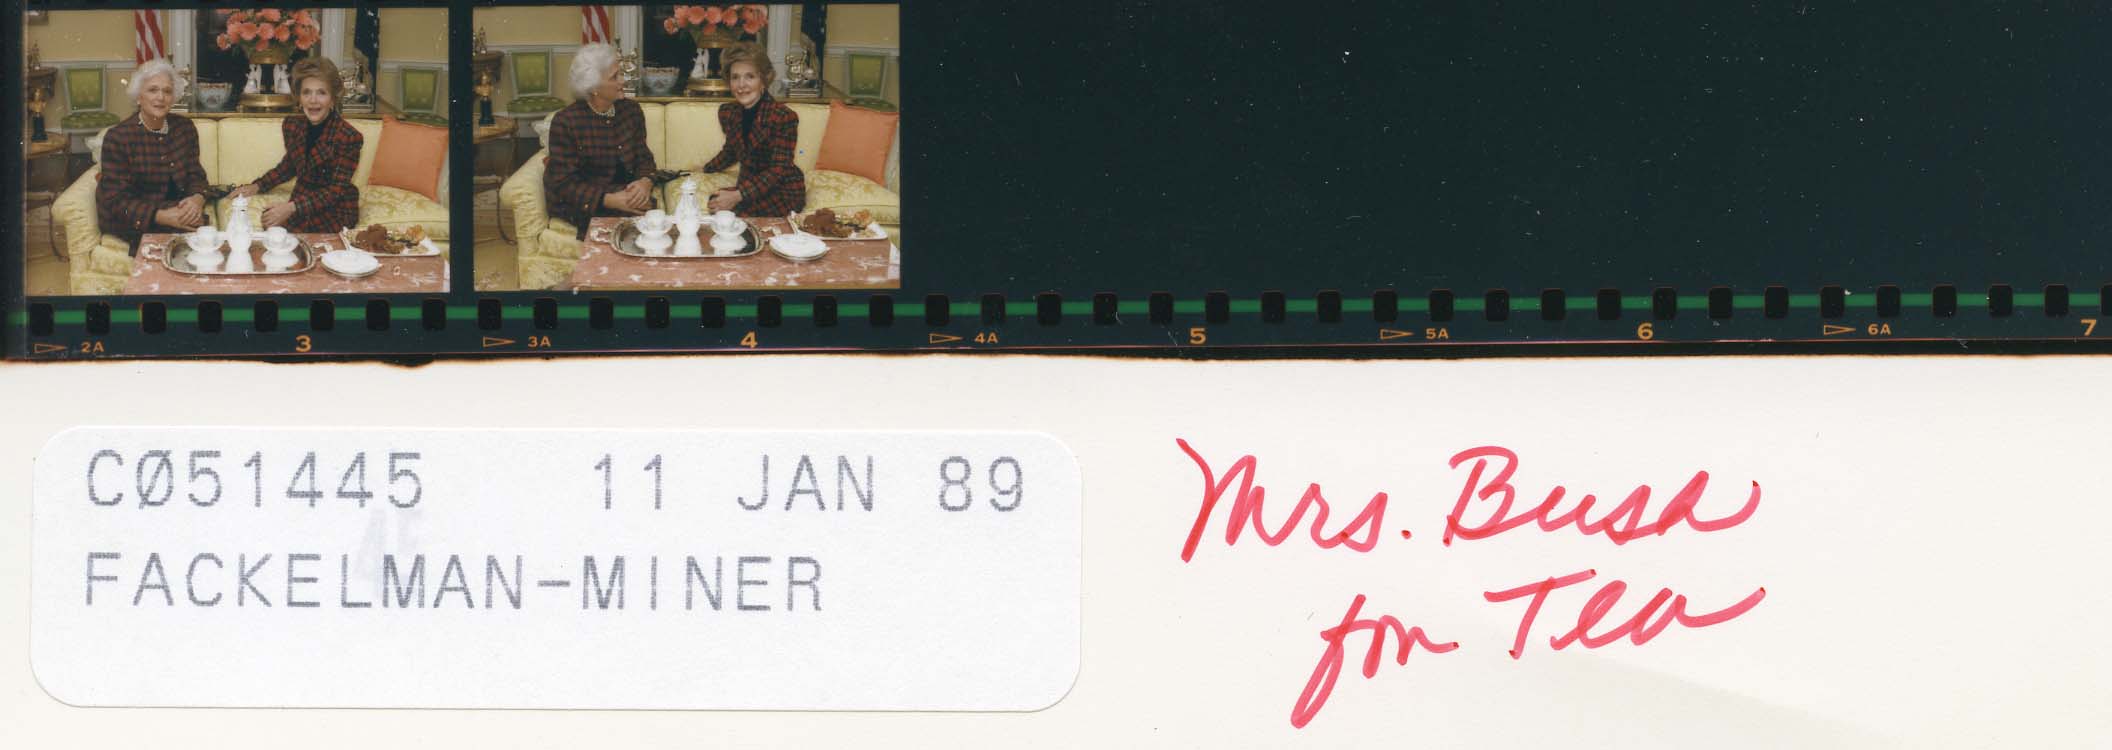 2A 3 3A 4 4A 5 5A 6 6A 7
CØ51445 11 JAN 89
FACKELMAN-MINER
Mrs. Bush
for Tea